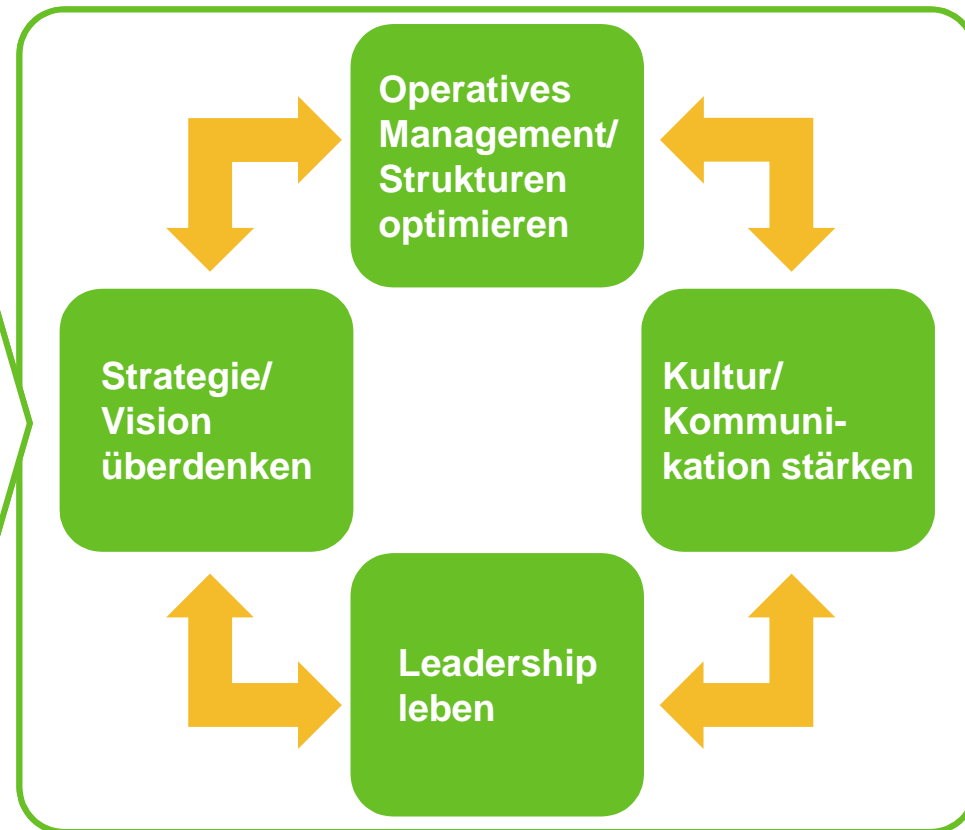 Operatives
Management/
Strukturen
optimieren
Strategie/
Vision
überdenken
Kultur/
Kommuni-
kation stärken
Leadership
leben